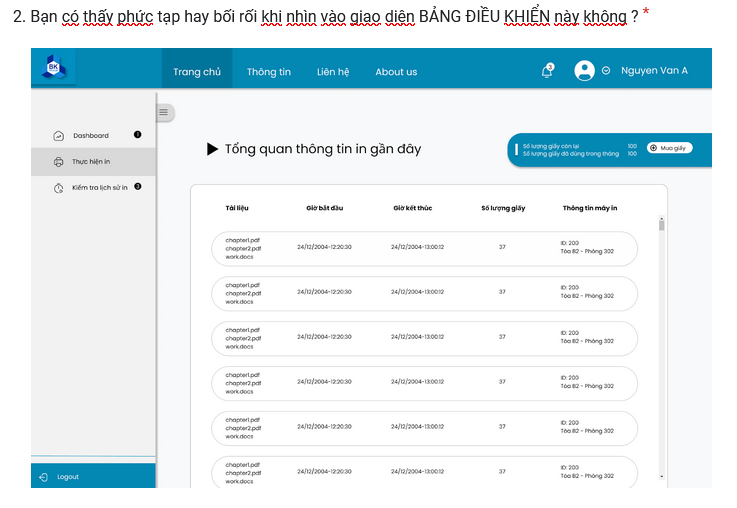 2. Bạn có thấy phức tạp hay bối rối khi nhìn vào giao diện BẢNG ĐIỀU KHIỂN này không ? *
BK
Trang chủ Thông tin Liên hệ About us 3 Nguyen Van A
Dashboard
Thực hiện in
Kiểm tra lịch sử in
Tổng quan thông tin in gần đây
Số lượng giấy còn lại 100
Số lượng giấy đã dùng trong tháng 100
Mua giấy
Tài liệu Giờ bắt đầu Giờ kết thúc Số lượng giấy Thông tin máy in
chapter1.pdf
chapter2.pdf
work.docs
24/12/2004-12:20:30 24/12/2004-13:00:12 37
ID: 200
Tòa B2 - Phòng 302
chapter1.pdf
chapter2.pdf
work.docs
24/12/2004-12:20:30 24/12/2004-13:00:12 37
ID: 200
Tòa B2 - Phòng 302
chapter1.pdf
chapter2.pdf
work.docs
24/12/2004-12:20:30 24/12/2004-13:00:12 37
ID: 200
Tòa B2 - Phòng 302
chapter1.pdf
chapter2.pdf
work.docs
24/12/2004-12:20:30 24/12/2004-13:00:12 37
ID: 200
Tòa B2 - Phòng 302
chapter1.pdf
chapter2.pdf
work.docs
24/12/2004-12:20:30 24/12/2004-13:00:12 37
ID: 200
Tòa B2 - Phòng 302
chapter1.pdf
chapter2.pdf
work.docs
24/12/2004-12:20:30 24/12/2004-13:00:12 37
ID: 200
Tòa B2 - Phòng 302
Logout